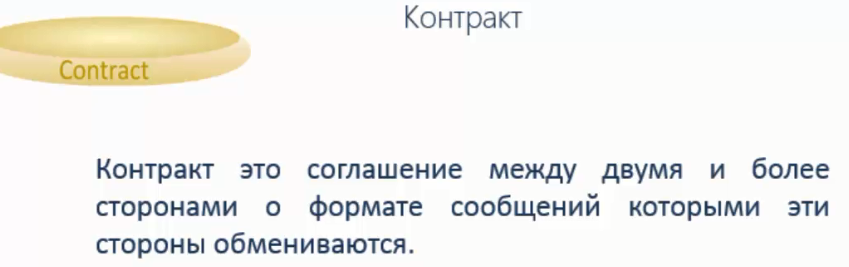 Контракт
Contract
Контракт это соглашение между двумя и более
сторонами о формате сообщений которыми эти
стороны обмениваются.